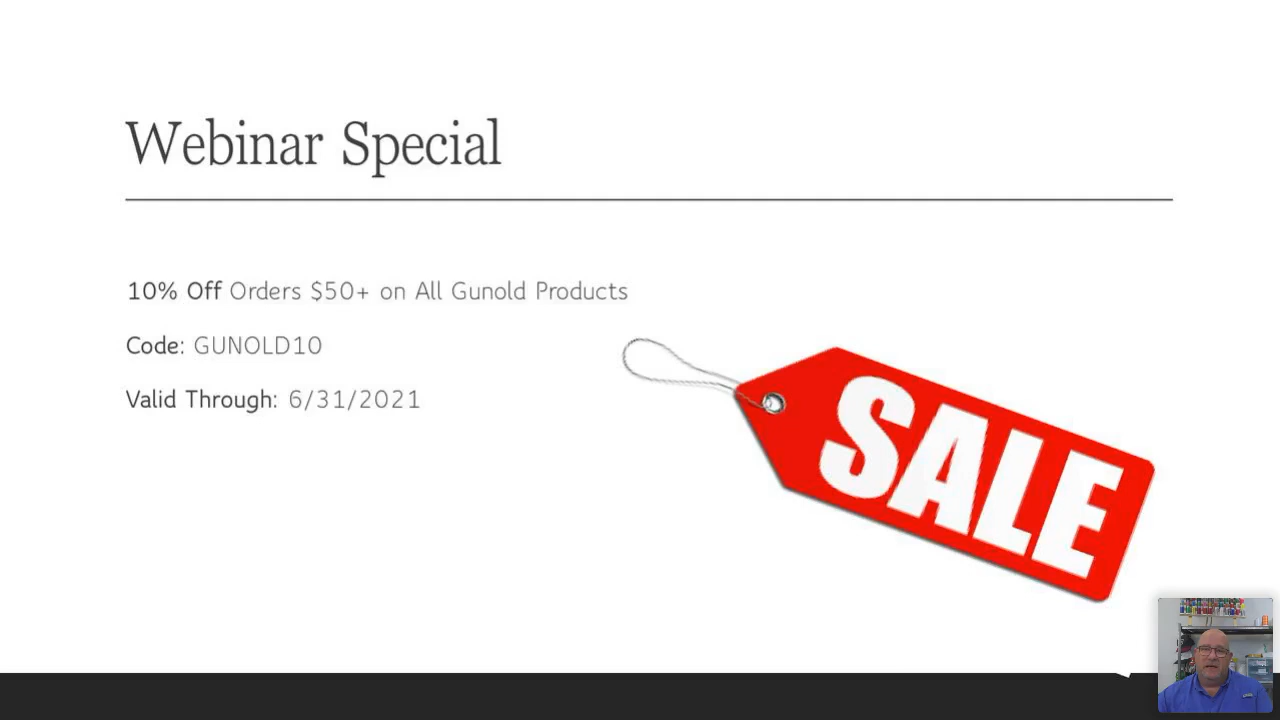 Webinar Special
10% Off Orders $50+ on All Gunold Products
Code: GUNOLD10
Valid Through: 6/31/2021
SALE